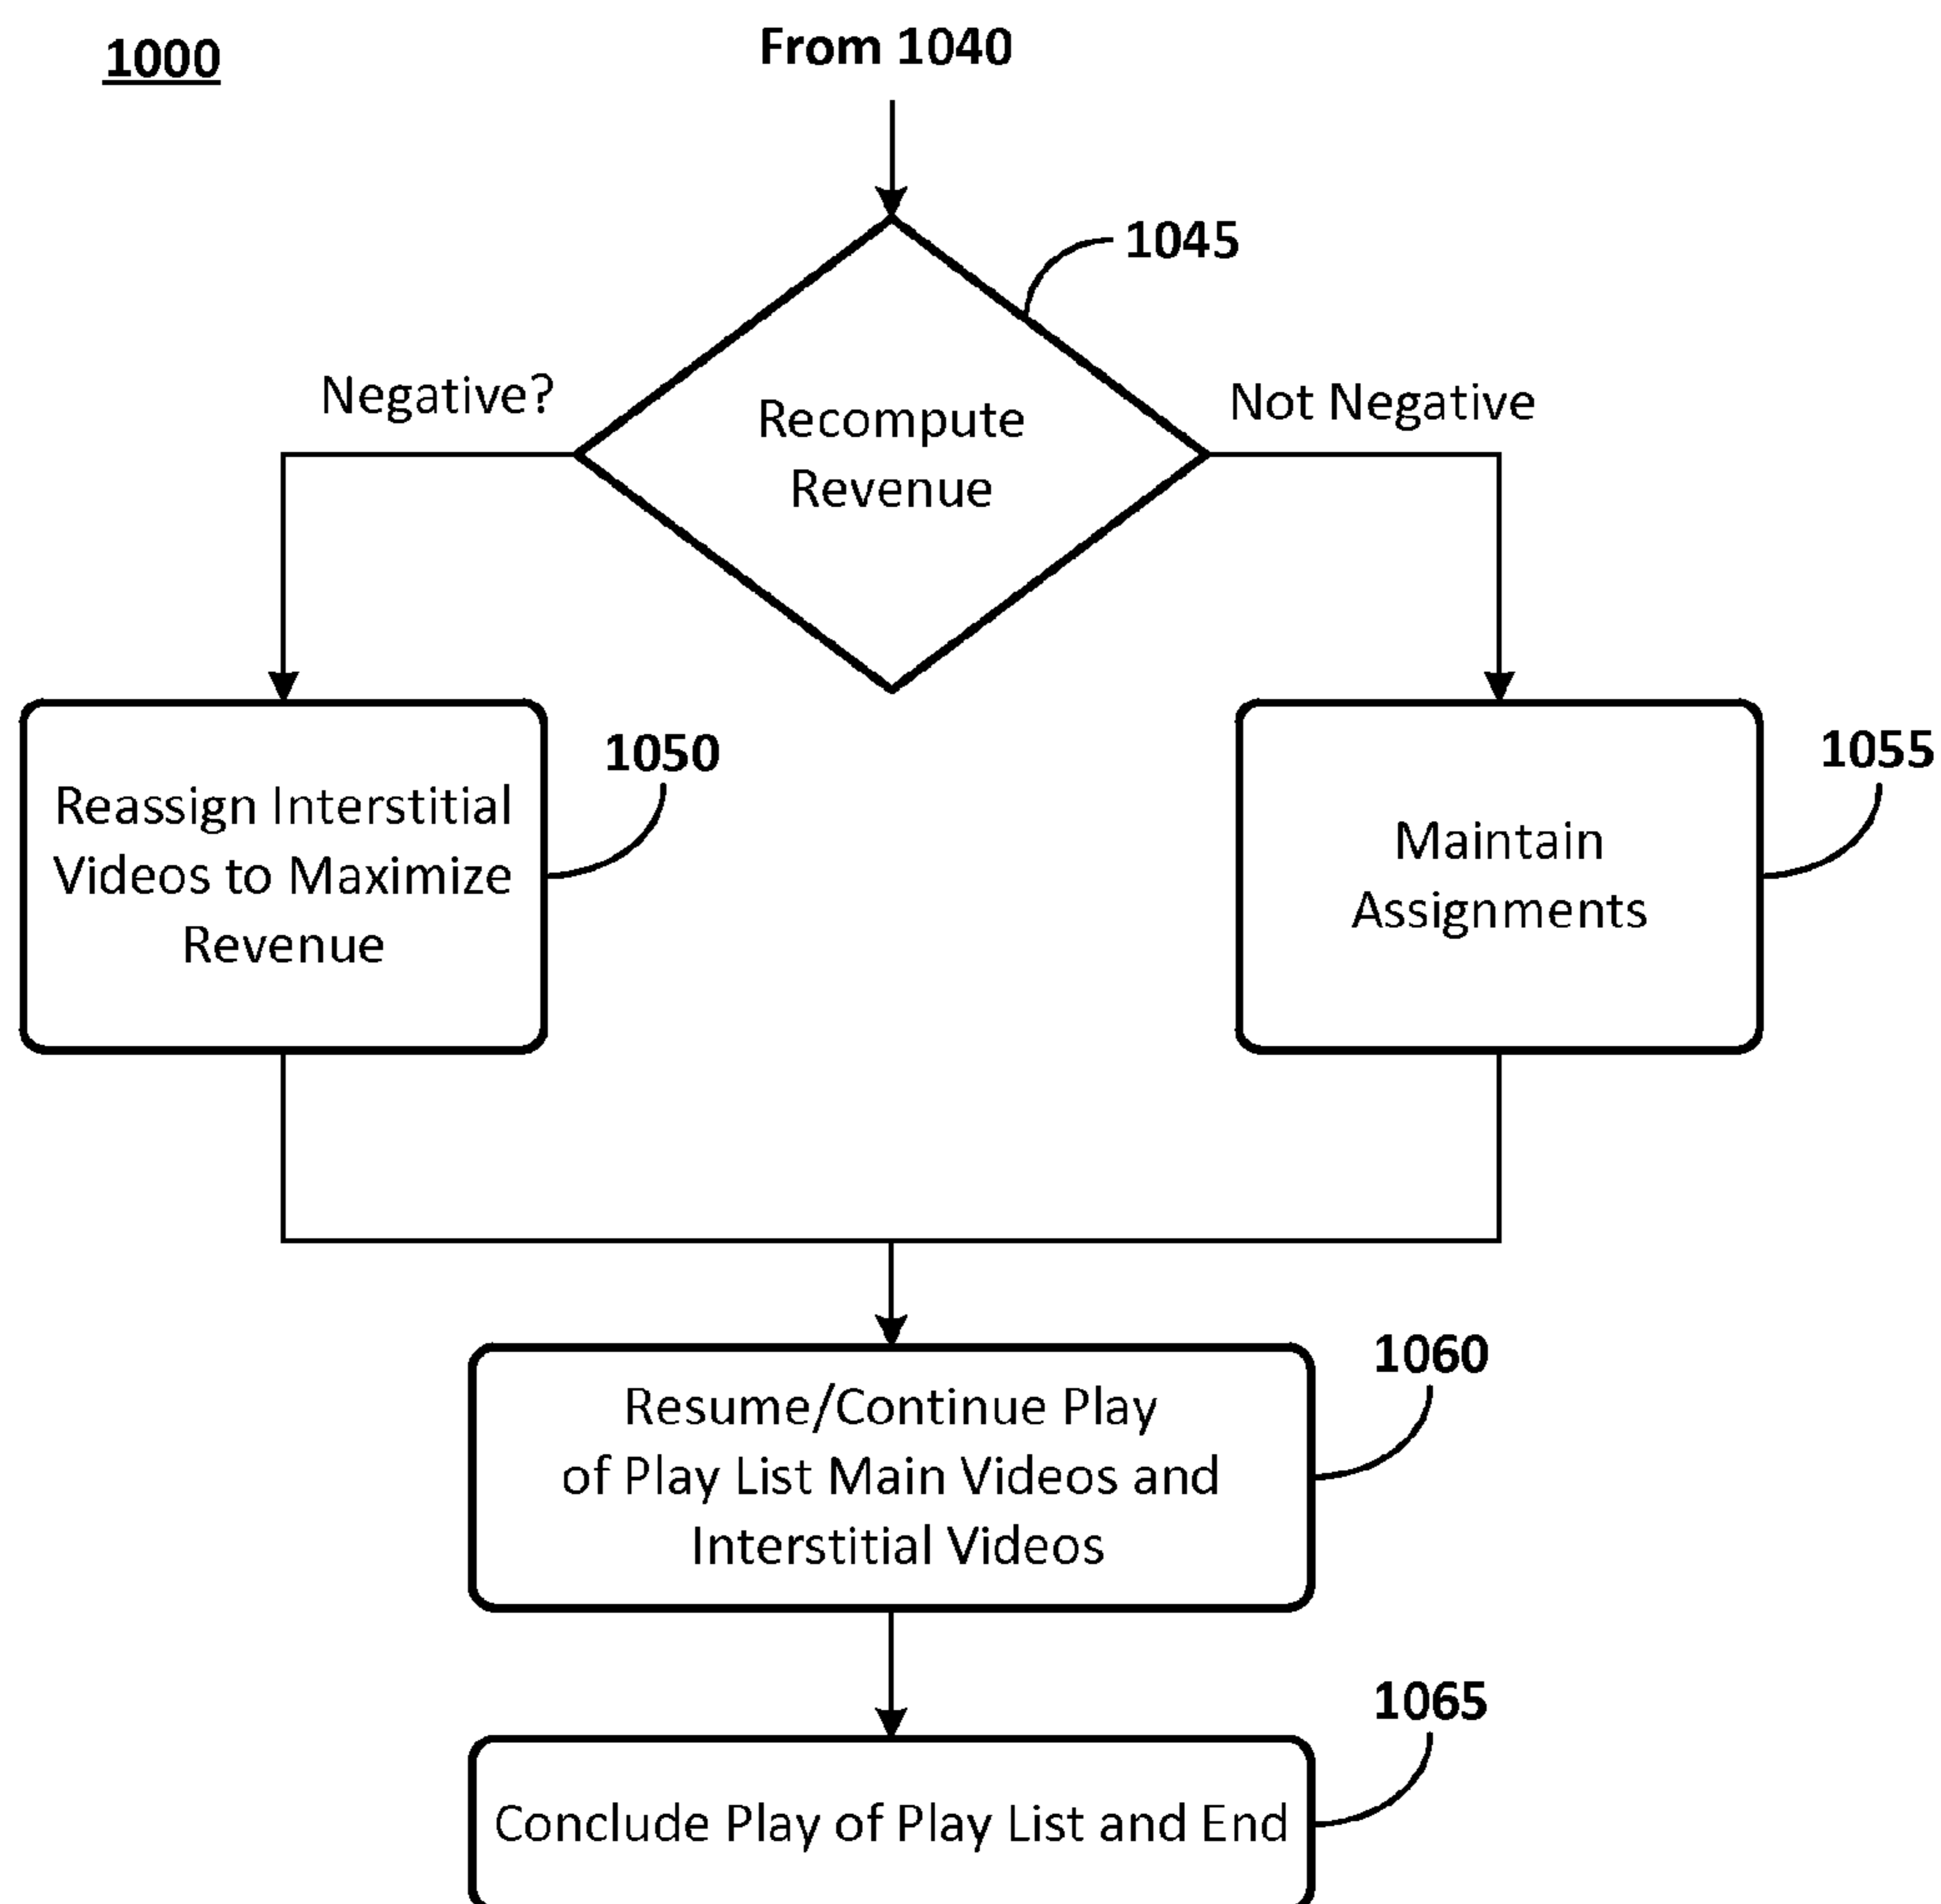 1000
From 1040
1045
Negative?
Not Negative
Recompute
Revenue
1050
1055
Reassign Interstitial
Videos to Maximize
Revenue
Maintain
Assignments
1060
Resume/Continue Play
of Play List Main Videos and
Interstitial Videos
1065
Conclude Play of Play List and End